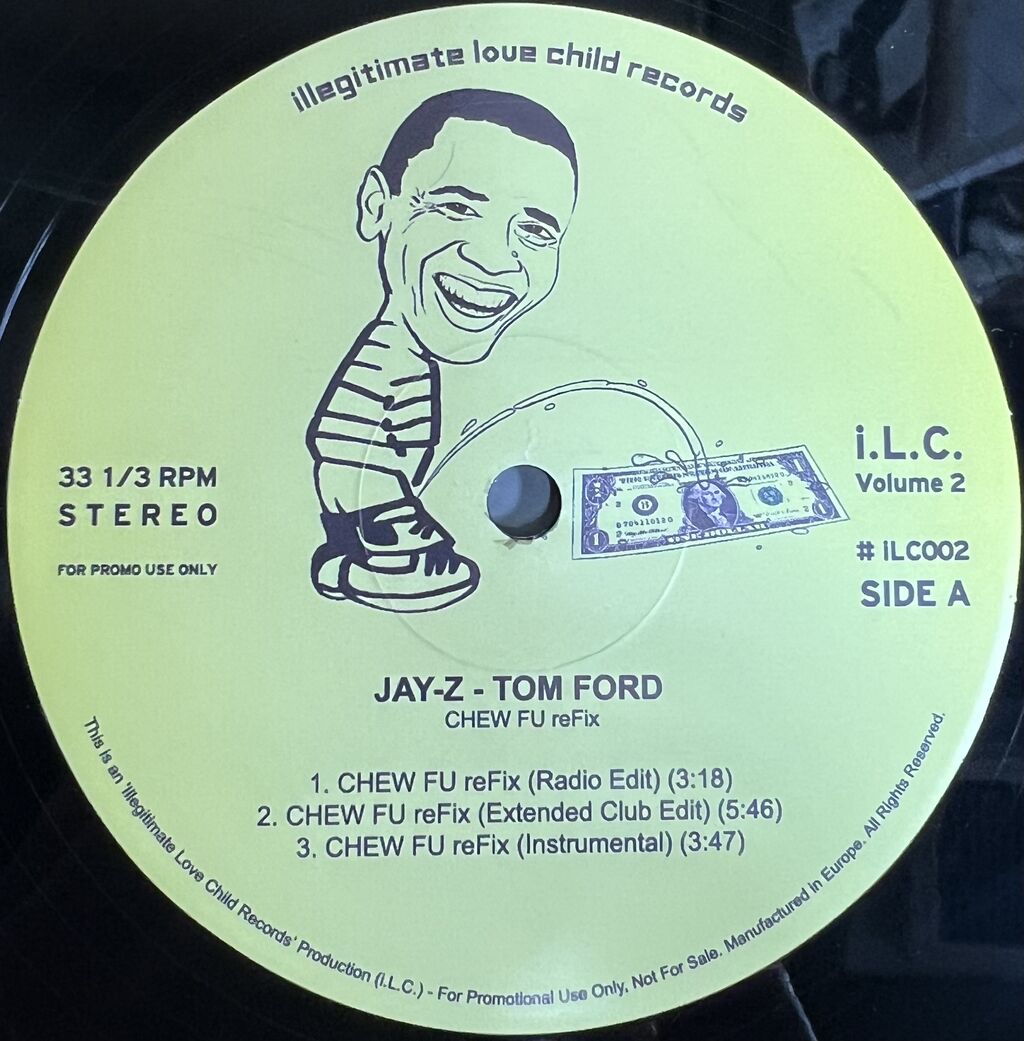 illegitimate love child records
33 1/3 RPM
STEREO
FOR PROMO USE ONLY
i.L.C.
Volume 2
# iLC002
SIDE A
JAY-Z - TOM FORD
CHEW FU reFix
1. CHEW FU reFix (Radio Edit) (3:18)
2. CHEW FU reFix (Extended Club Edit) (5:46)
3. CHEW FU reFix (Instrumental) (3:47)
This is an 'Illegitimate Love Child Records' Production (i.L.C.) - For Promotional Use Only, Not For Sale. Manufactured in Europe. All Rights Reserved.